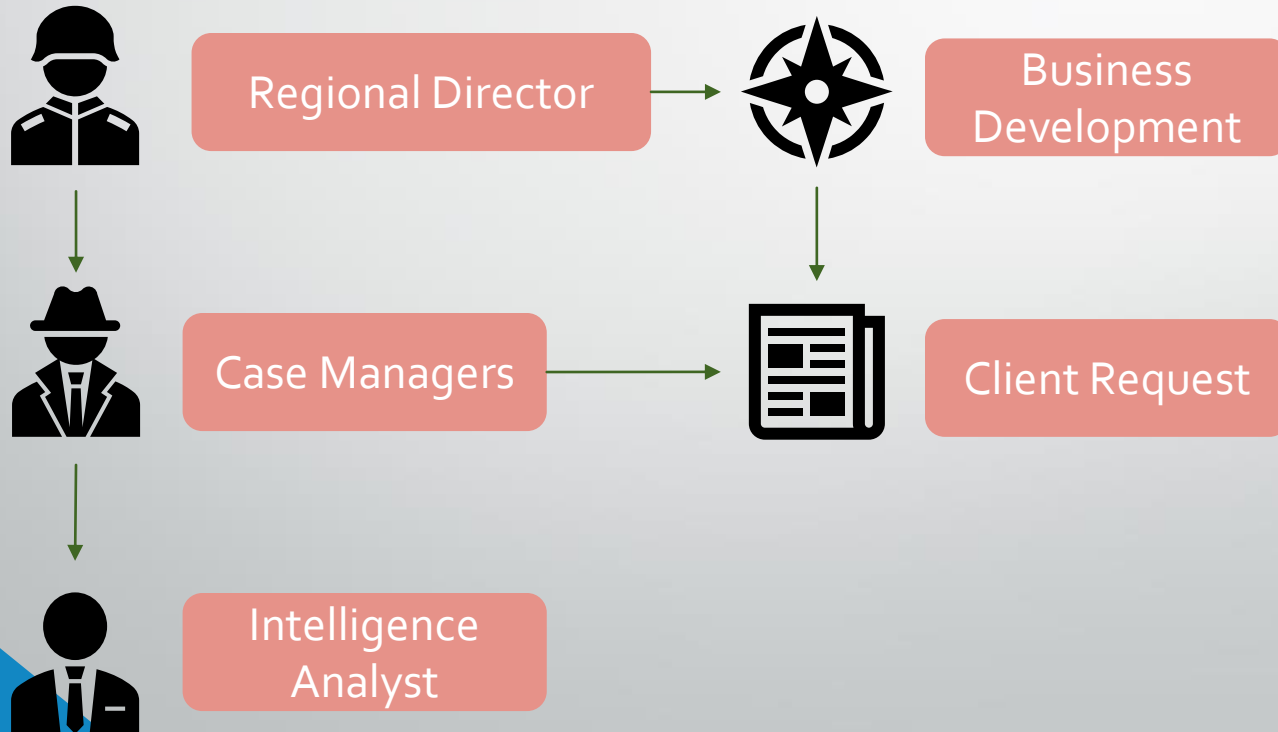 Regional Director
Business
Development
Case Managers
Client Request
Intelligence
Analyst